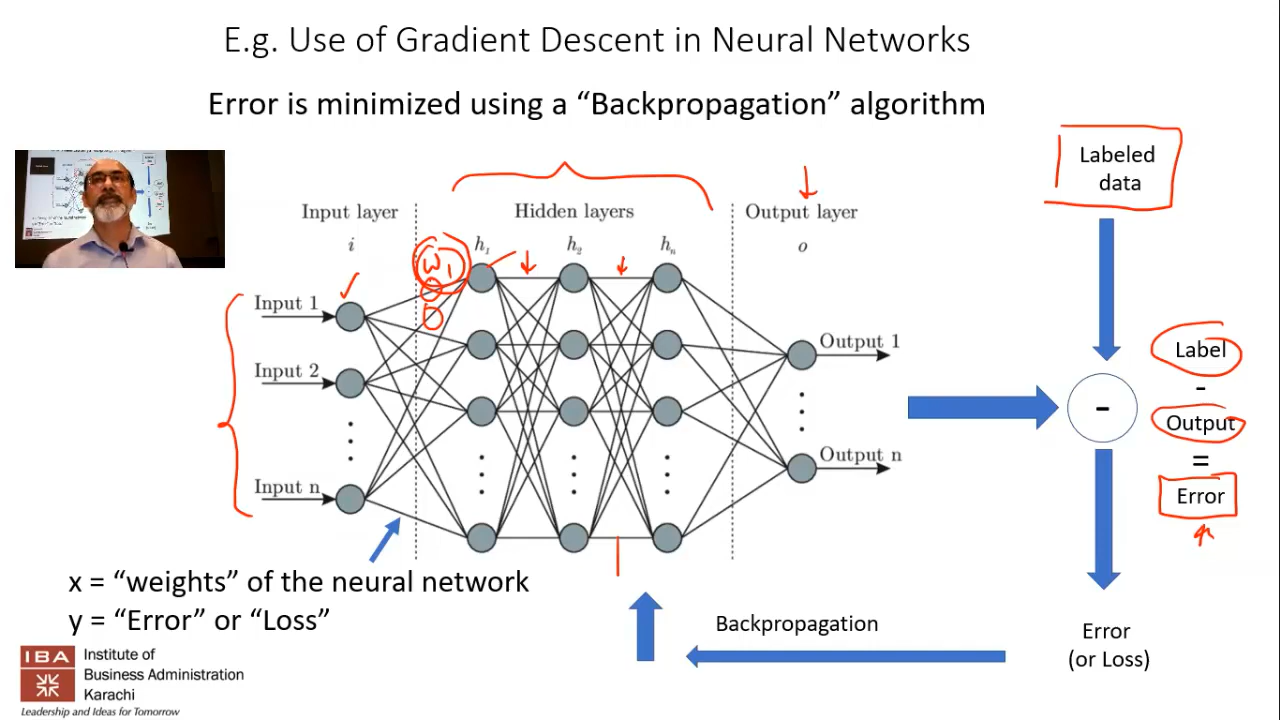 E.g. Use of Gradient Descent in Neural Networks
Error is minimized using a “Backpropagation” algorithm
Labeled
data
Input layer
Hidden layers
Output layer
i
h1
h2
hn
o
W1
Input 1
Input 2
Input n
Output 1
Output n
-
Label
-
Output
=
Error
x = “weights” of the neural network
y = “Error” or “Loss”
Backpropagation
Error
(or Loss)
IBA
Institute of
Business Administration
Karachi
Leadership and Ideas for Tomorrow